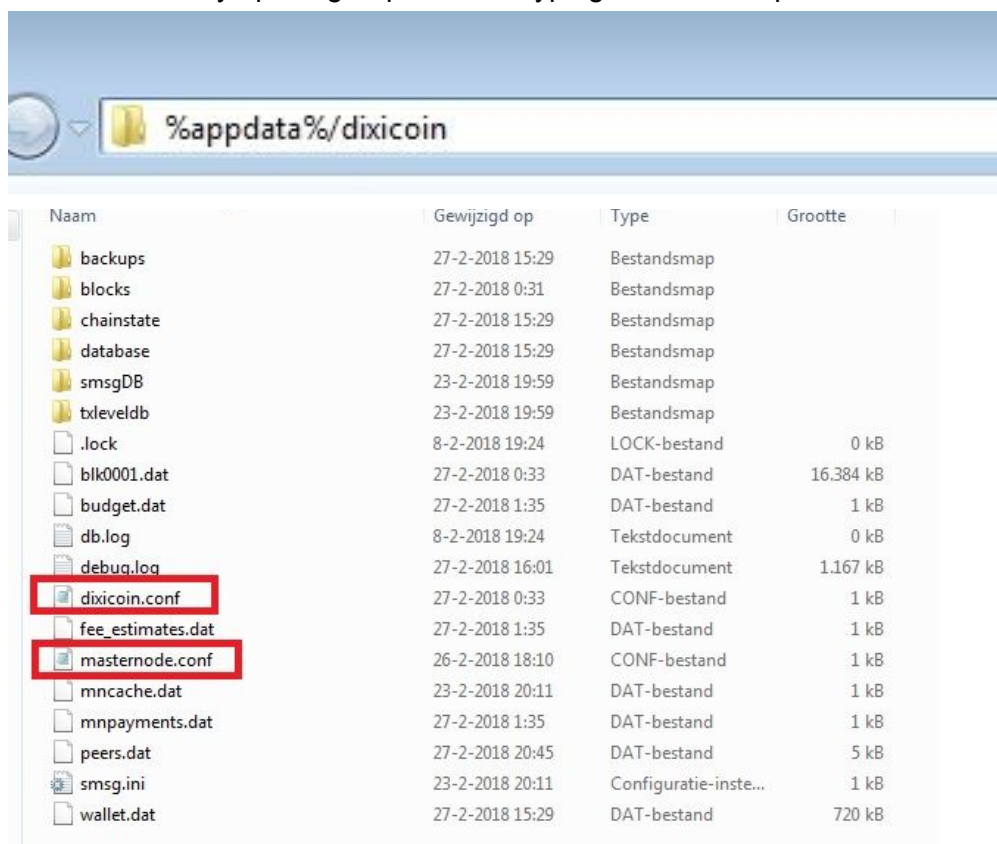 %appdata%/dixicoin
Naam Gewijzigd op Type Grootte
backups 27-2-2018 15:29 Bestandsmap
blocks 27-2-2018 0:31 Bestandsmap
chainstate 27-2-2018 15:29 Bestandsmap
database 27-2-2018 15:29 Bestandsmap
smsgDB 23-2-2018 19:59 Bestandsmap
txleveldb 23-2-2018 19:59 Bestandsmap
.lock 8-2-2018 19:24 LOCK-bestand 0 kB
blk0001.dat 27-2-2018 0:33 DAT-bestand 16.384 kB
budget.dat 27-2-2018 1:35 DAT-bestand 1 kB
db.log 8-2-2018 19:24 Tekstdocument 0 kB
debug.log 27-2-2018 16:01 Tekstdocument 1.167 kB
dixicoin.conf 27-2-2018 0:33 CONF-bestand 1 kB
fee_estimates.dat 27-2-2018 1:35 DAT-bestand 1 kB
masternode.conf 26-2-2018 18:10 CONF-bestand 1 kB
mncache.dat 23-2-2018 20:11 DAT-bestand 1 kB
mnpayments.dat 27-2-2018 1:35 DAT-bestand 1 kB
peers.dat 27-2-2018 20:45 DAT-bestand 5 kB
smsg.ini 23-2-2018 20:11 Configuratie-inste... 1 kB
wallet.dat 27-2-2018 15:29 DAT-bestand 720 kB